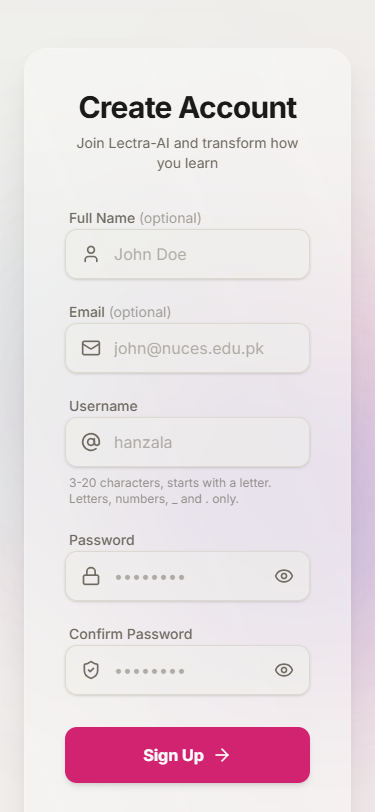 Create Account
Join Lectra-AI and transform how
you learn
Full Name (optional)
John Doe
Email (optional)
john@nuces.edu.pk
Username
@ hanzala
3-20 characters, starts with a letter.
Letters, numbers, _ and . only.
Password
••••••••
Confirm Password
••••••••
Sign Up →